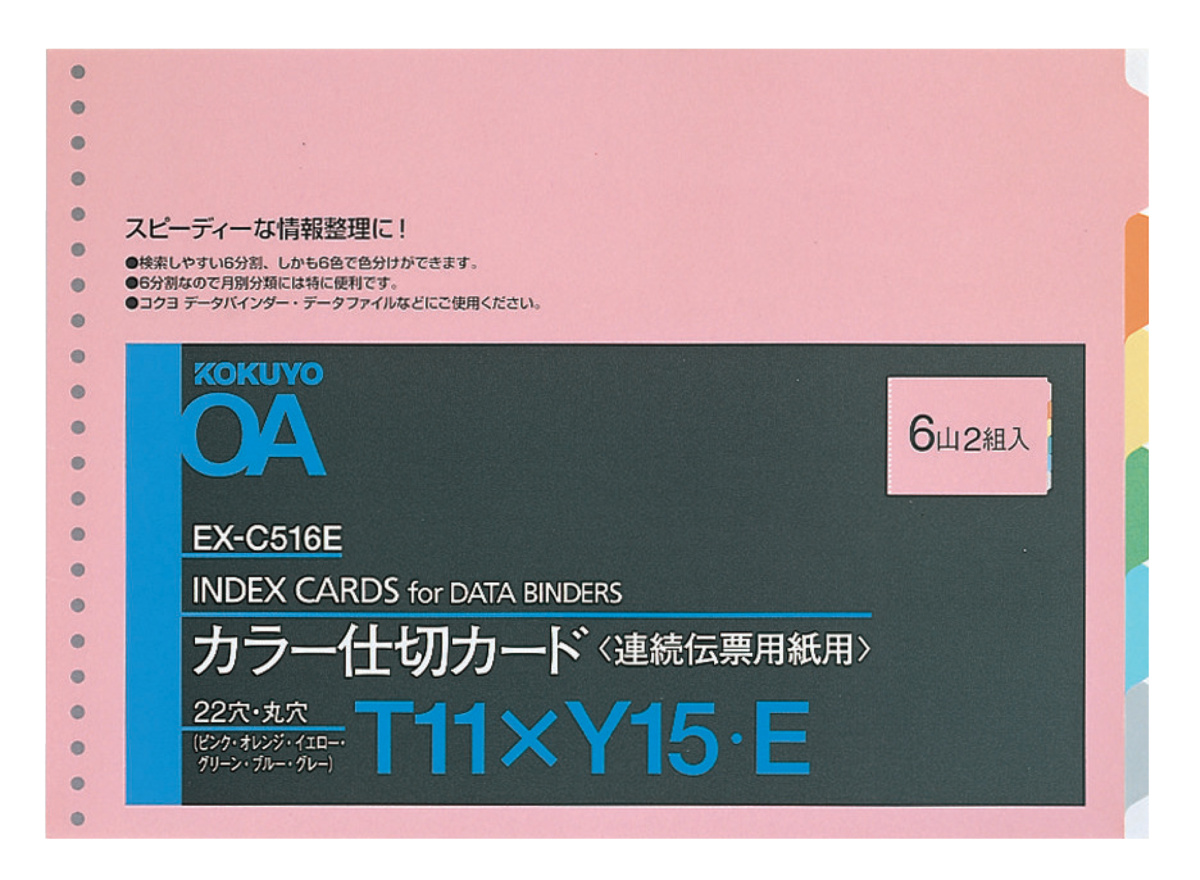 スピーディーな情報整理に!
●検索しやすい6分割、しかも6色で色分けができます。
●6分割なので月別分類には特に便利です。
●コクヨ データバインダー・データファイルなどにご使用ください。
KOKUYO
OA
6山2組入
EX-C516E
INDEX CARDS for DATA BINDERS
カラー仕切カード〈連続伝票用紙用〉
22穴・丸穴
(ピンク・オレンジ・イエロー・
グリーン・ブルー・グレー)
T11×Y15・E